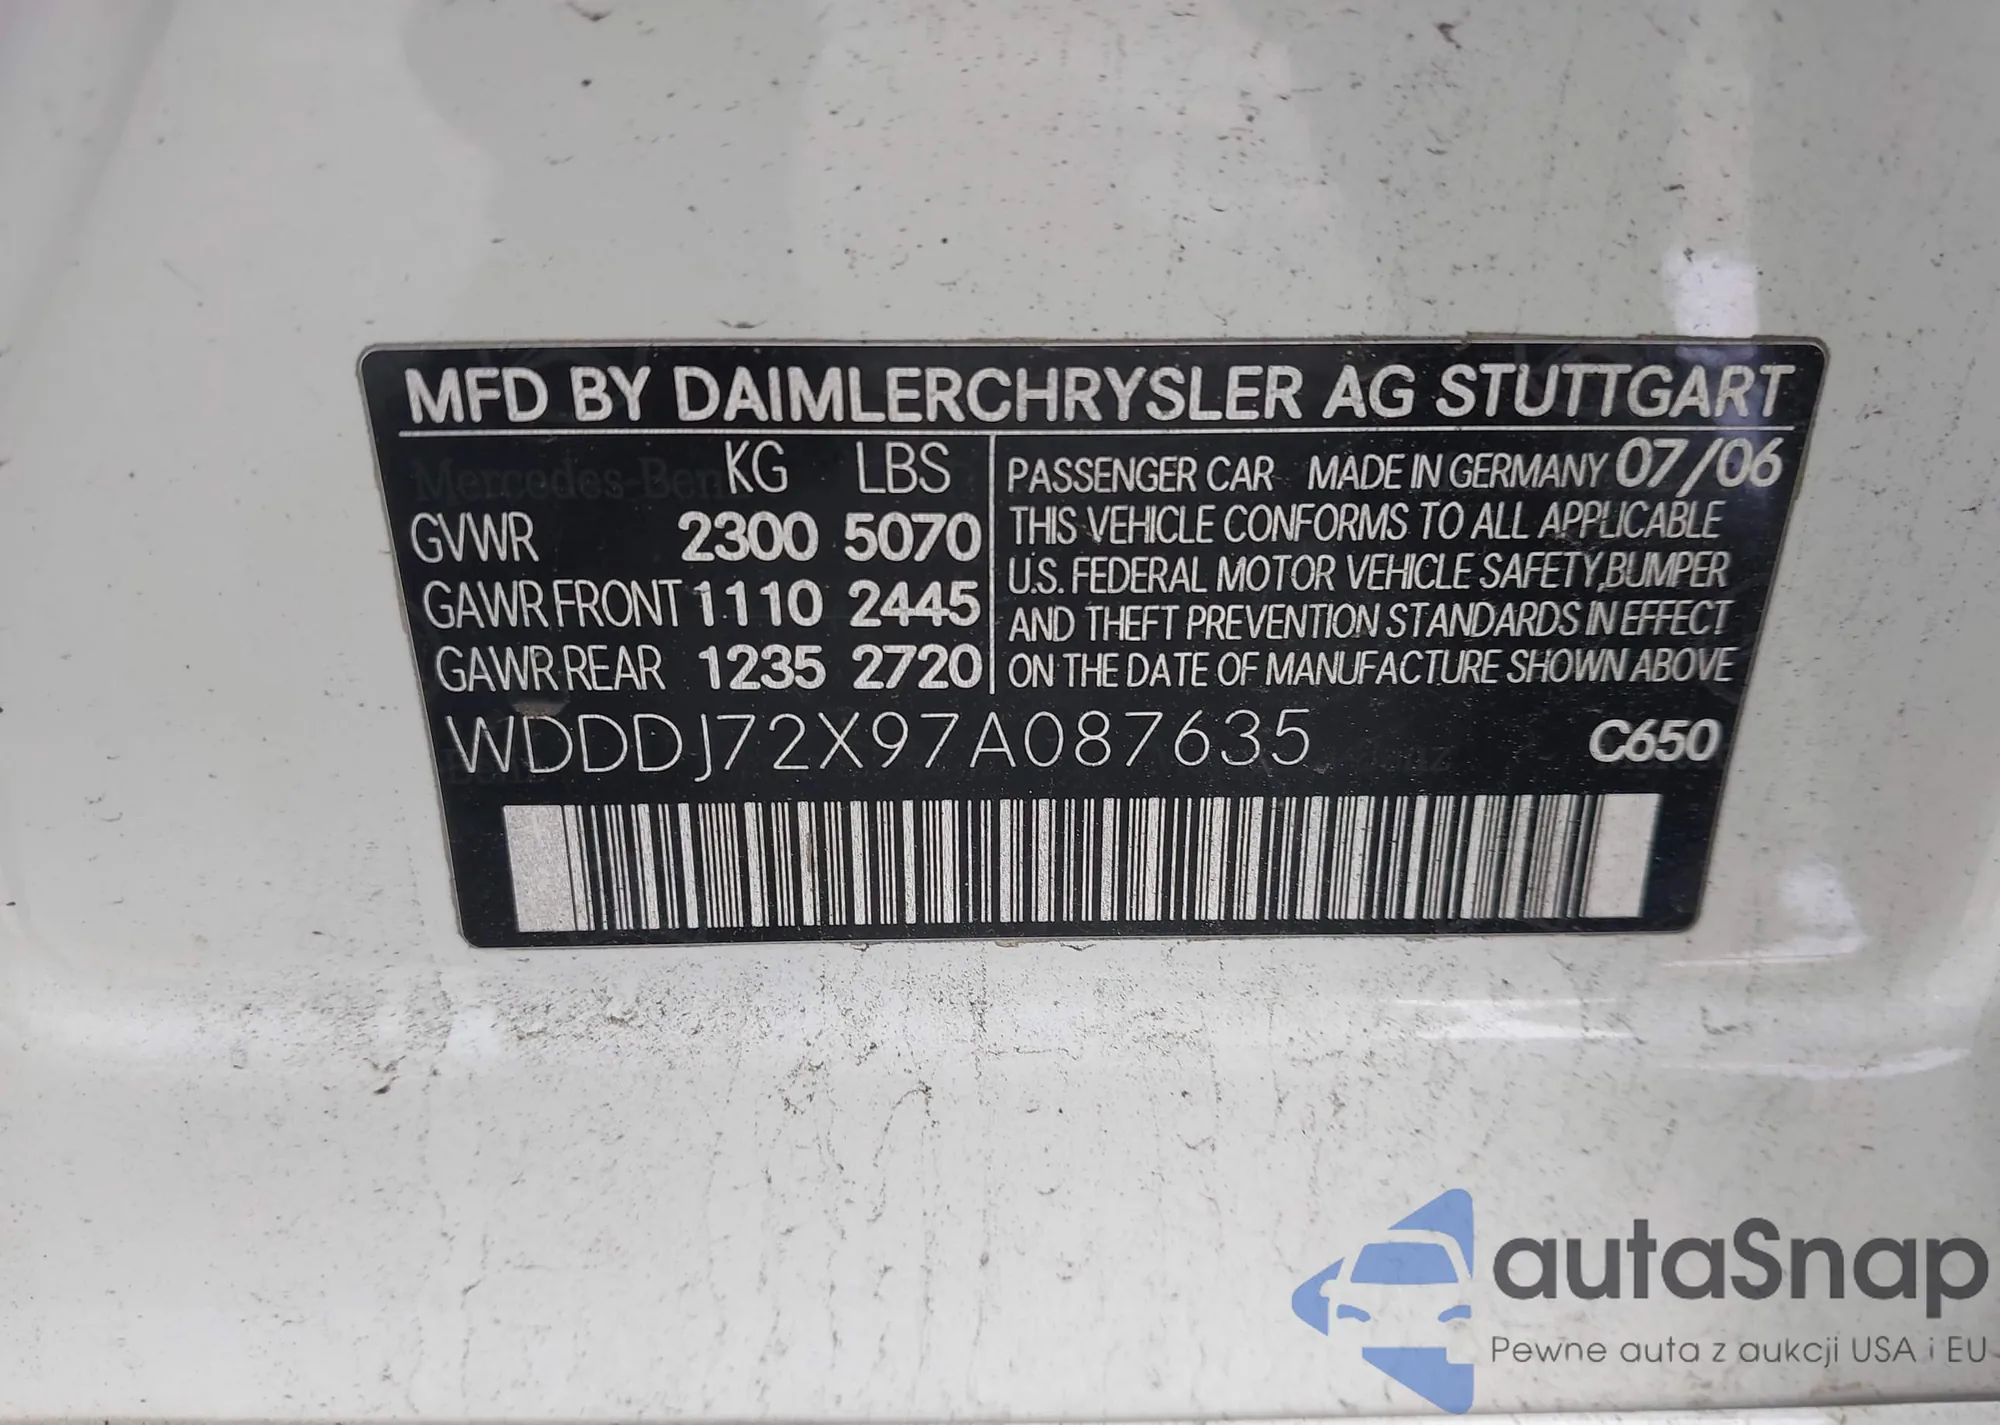 MFD BY DAIMLERCHRYSLER AG STUTTGART
Mercedes-Ben KG LBS
GVWR 2300 5070
GAWR FRONT 1110 2445
GAWR REAR 1235 2720
PASSENGER CAR MADE IN GERMANY 07/06
THIS VEHICLE CONFORMS TO ALL APPLICABLE
U.S. FEDERAL MOTOR VEHICLE SAFETY,BUMPER
AND THEFT PREVENTION STANDARDS IN EFFECT
ON THE DATE OF MANUFACTURE SHOWN ABOVE
WDDDJ72X97A087635 C650
autaSnap
Pewne auta z aukcji USA i EU